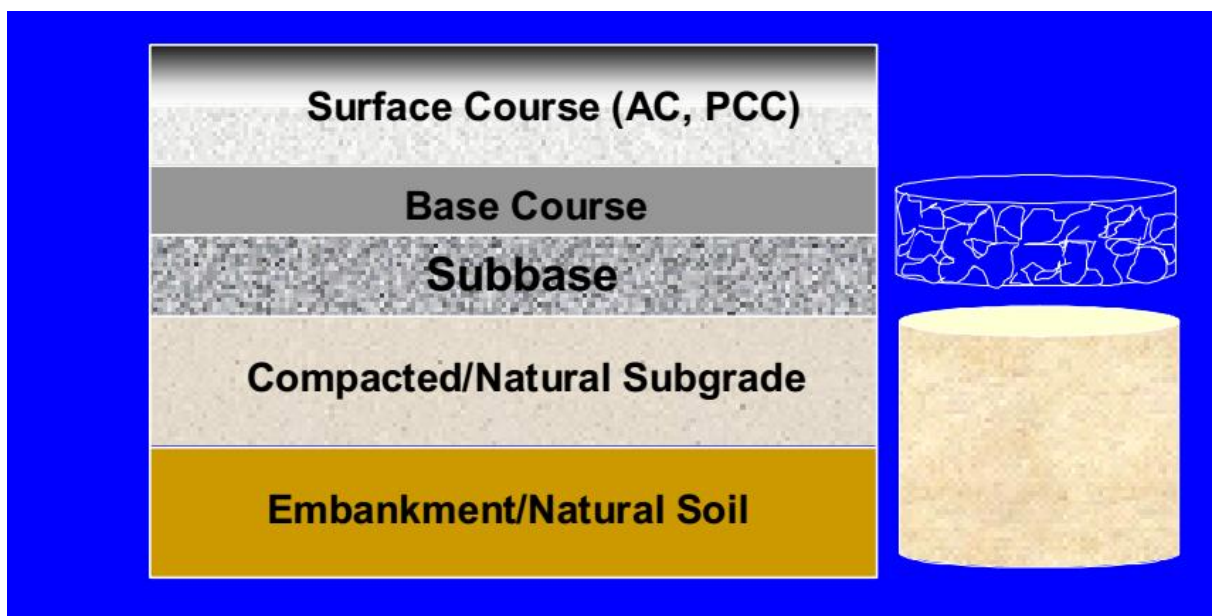 Surface Course (AC, PCC)
Base Course
Subbase
Compacted/Natural Subgrade
Embankment/Natural Soil